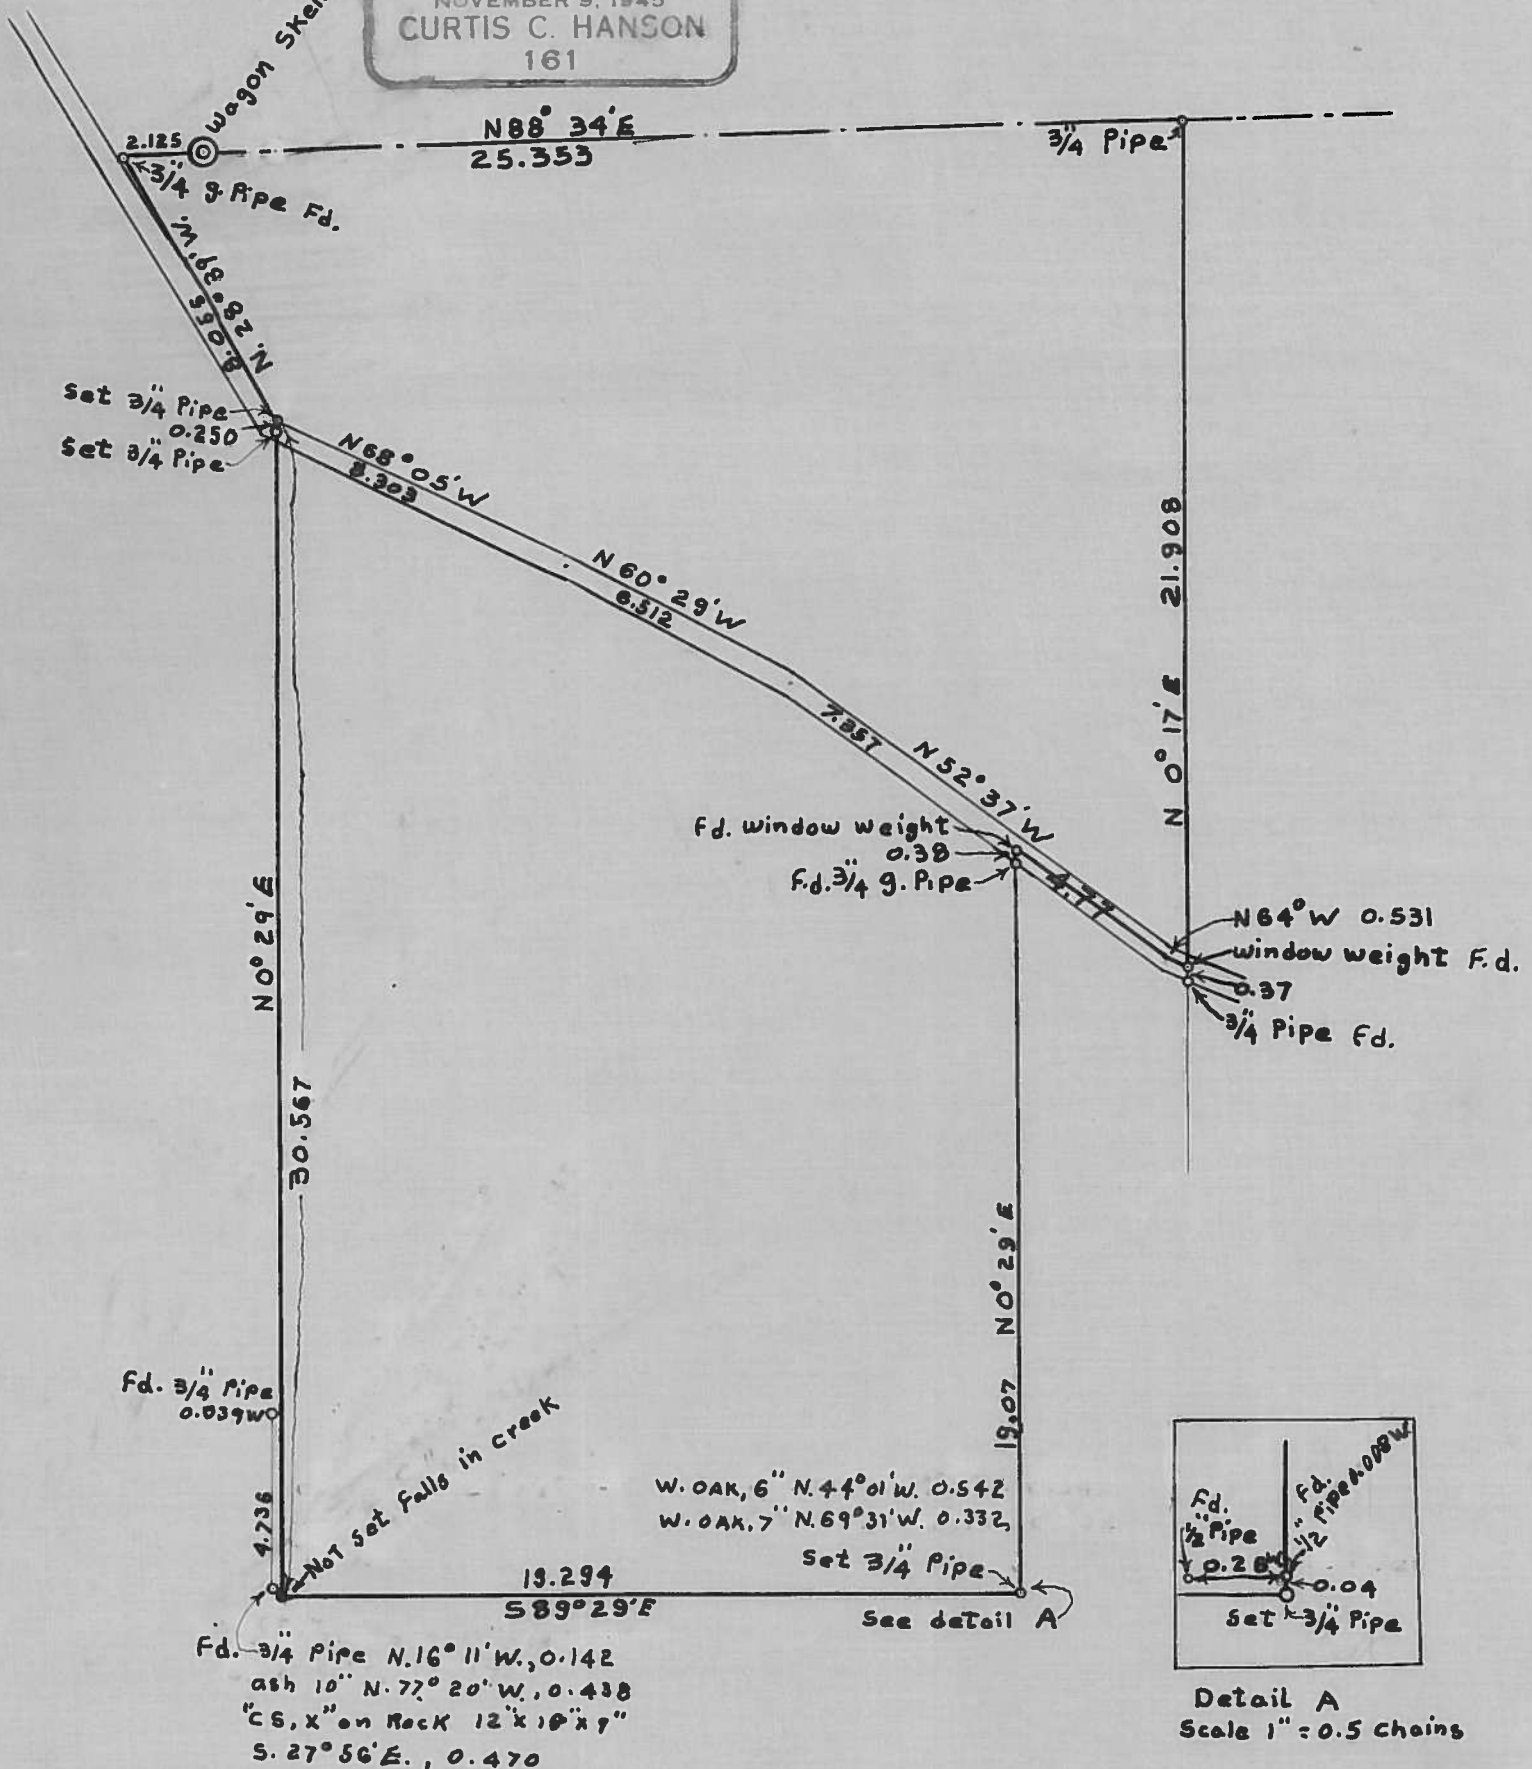 NOVEMBER 9, 1945
CURTIS C. HANSON
161
Wagon
2.125
N88° 34'E
25.353
3/4" Pipe
3/4 g. Pipe Fd.
N. 28° 39' W.
8.055
Set 3/4" Pipe
0.250
Set 3/4" Pipe
N68°05'W
8.303
N60°29'W
6.512
7.357
N52°37'W
21.908
N 0° 17' E
Fd. window weight
0.38
F.d. 3/4" g. Pipe
4.77
N64°W 0.531
window weight F.d.
0.37
3/4" Pipe Fd.
N0° 29' E
30.567
N0° 29' E
19.07
Fd. 3/4" Pipe
0.039W
4.736
Not Set Falls in creek
W. OAK, 6" N.44°01'W. 0.542
W. OAK, 7" N.69°31'W. 0.332
Set 3/4" Pipe
19.294
S89°29'E
See detail A
Fd. 3/4" Pipe N.16°11'W., 0.142
ash 10" N.77°20'W., 0.438
"CS, X" on Rock 12"x
S. 27°56'E., 0.470
Fd.
1/2" Pipe
Fd.
1/2" Pipe
0.04
Set 3/4" Pipe
Detail A
Scale 1" = 0.5 Chains